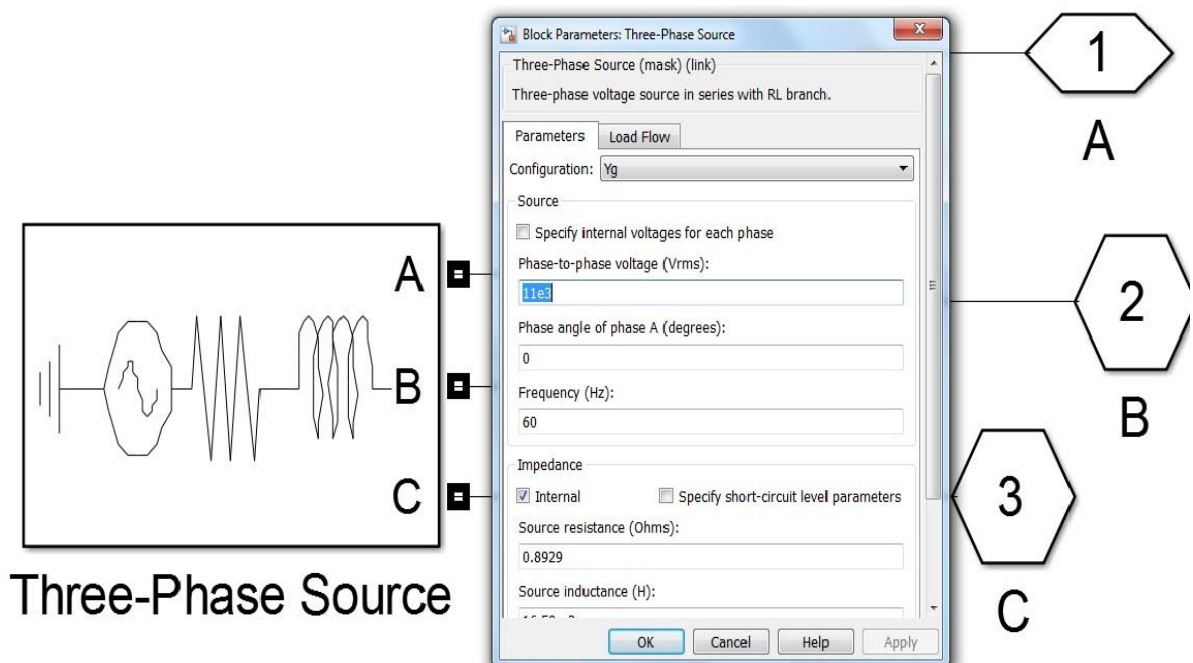 Block Parameters: Three-Phase Source
Three-Phase Source (mask) (link)
Three-phase voltage source in series with RL branch.
Parameters
Load Flow
Configuration: Yg
Source
Specify internal voltages for each phase
Phase-to-phase voltage (Vrms):
11e3
Phase angle of phase A (degrees):
0
Frequency (Hz):
60
Impedance
Internal
Specify short-circuit level parameters
Source resistance (Ohms):
0.8929
Source inductance (H):
OK
Cancel
Help
Apply
A
B
C
Three-Phase Source
1
A
2
B
3
C